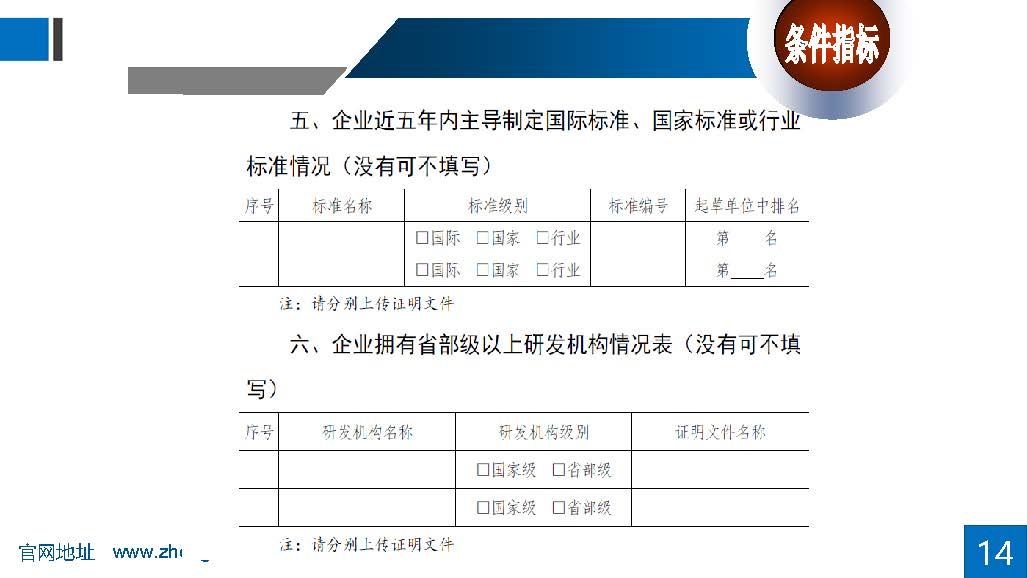 条件指标
五、企业近五年内主导制定国际标准、国家标准或行业
标准情况（没有可不填写）
序号 标准名称 标准级别 标准编号 起草单位中排名
□国际 □国家 □行业 第 名
□国际 □国家 □行业 第____名
注：请分别上传证明文件
六、企业拥有省部级以上研发机构情况表（没有可不填
写）
序号 研发机构名称 研发机构级别 证明文件名称
□国家级 □省部级
□国家级 □省部级
注：请分别上传证明文件
官网地址 www.zh
14